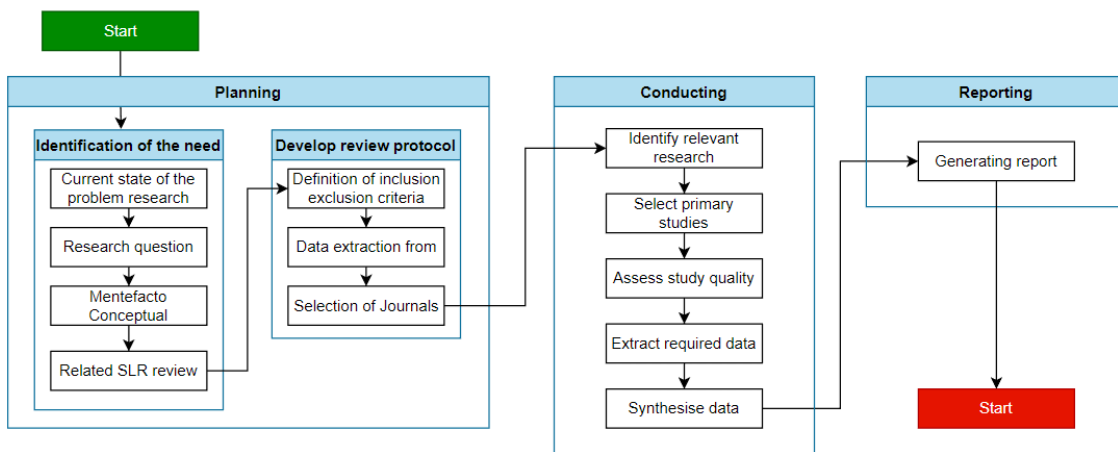 Start
Planning
Identification of the need
Current state of the
problem research
Research question
Mentefacto
Conceptual
Related SLR review
Develop review protocol
Definition of inclusion
exclusion criteria
Data extraction from
Selection of Journals
Conducting
Identify relevant
research
Select primary
studies
Assess study quality
Extract required data
Synthesise data
Reporting
Generating report
Start